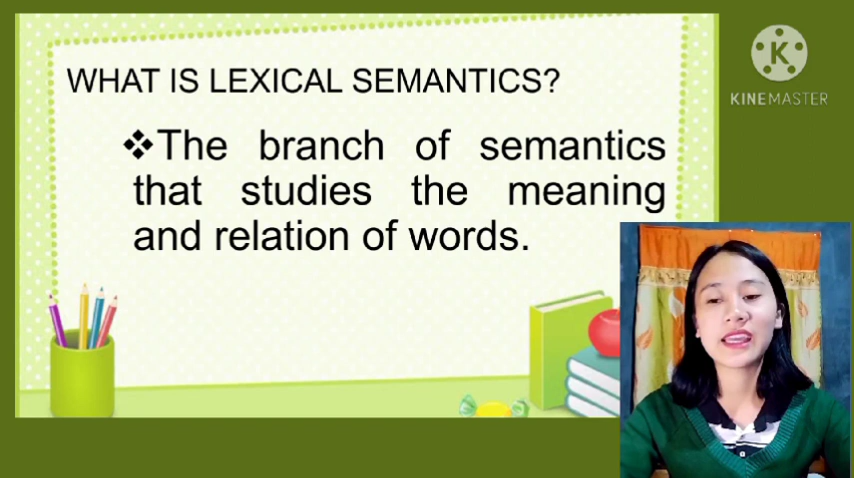 WHAT IS LEXICAL SEMANTICS?
❖The branch of semantics
that studies the meaning
and relation of words.
K
KINEMASTER